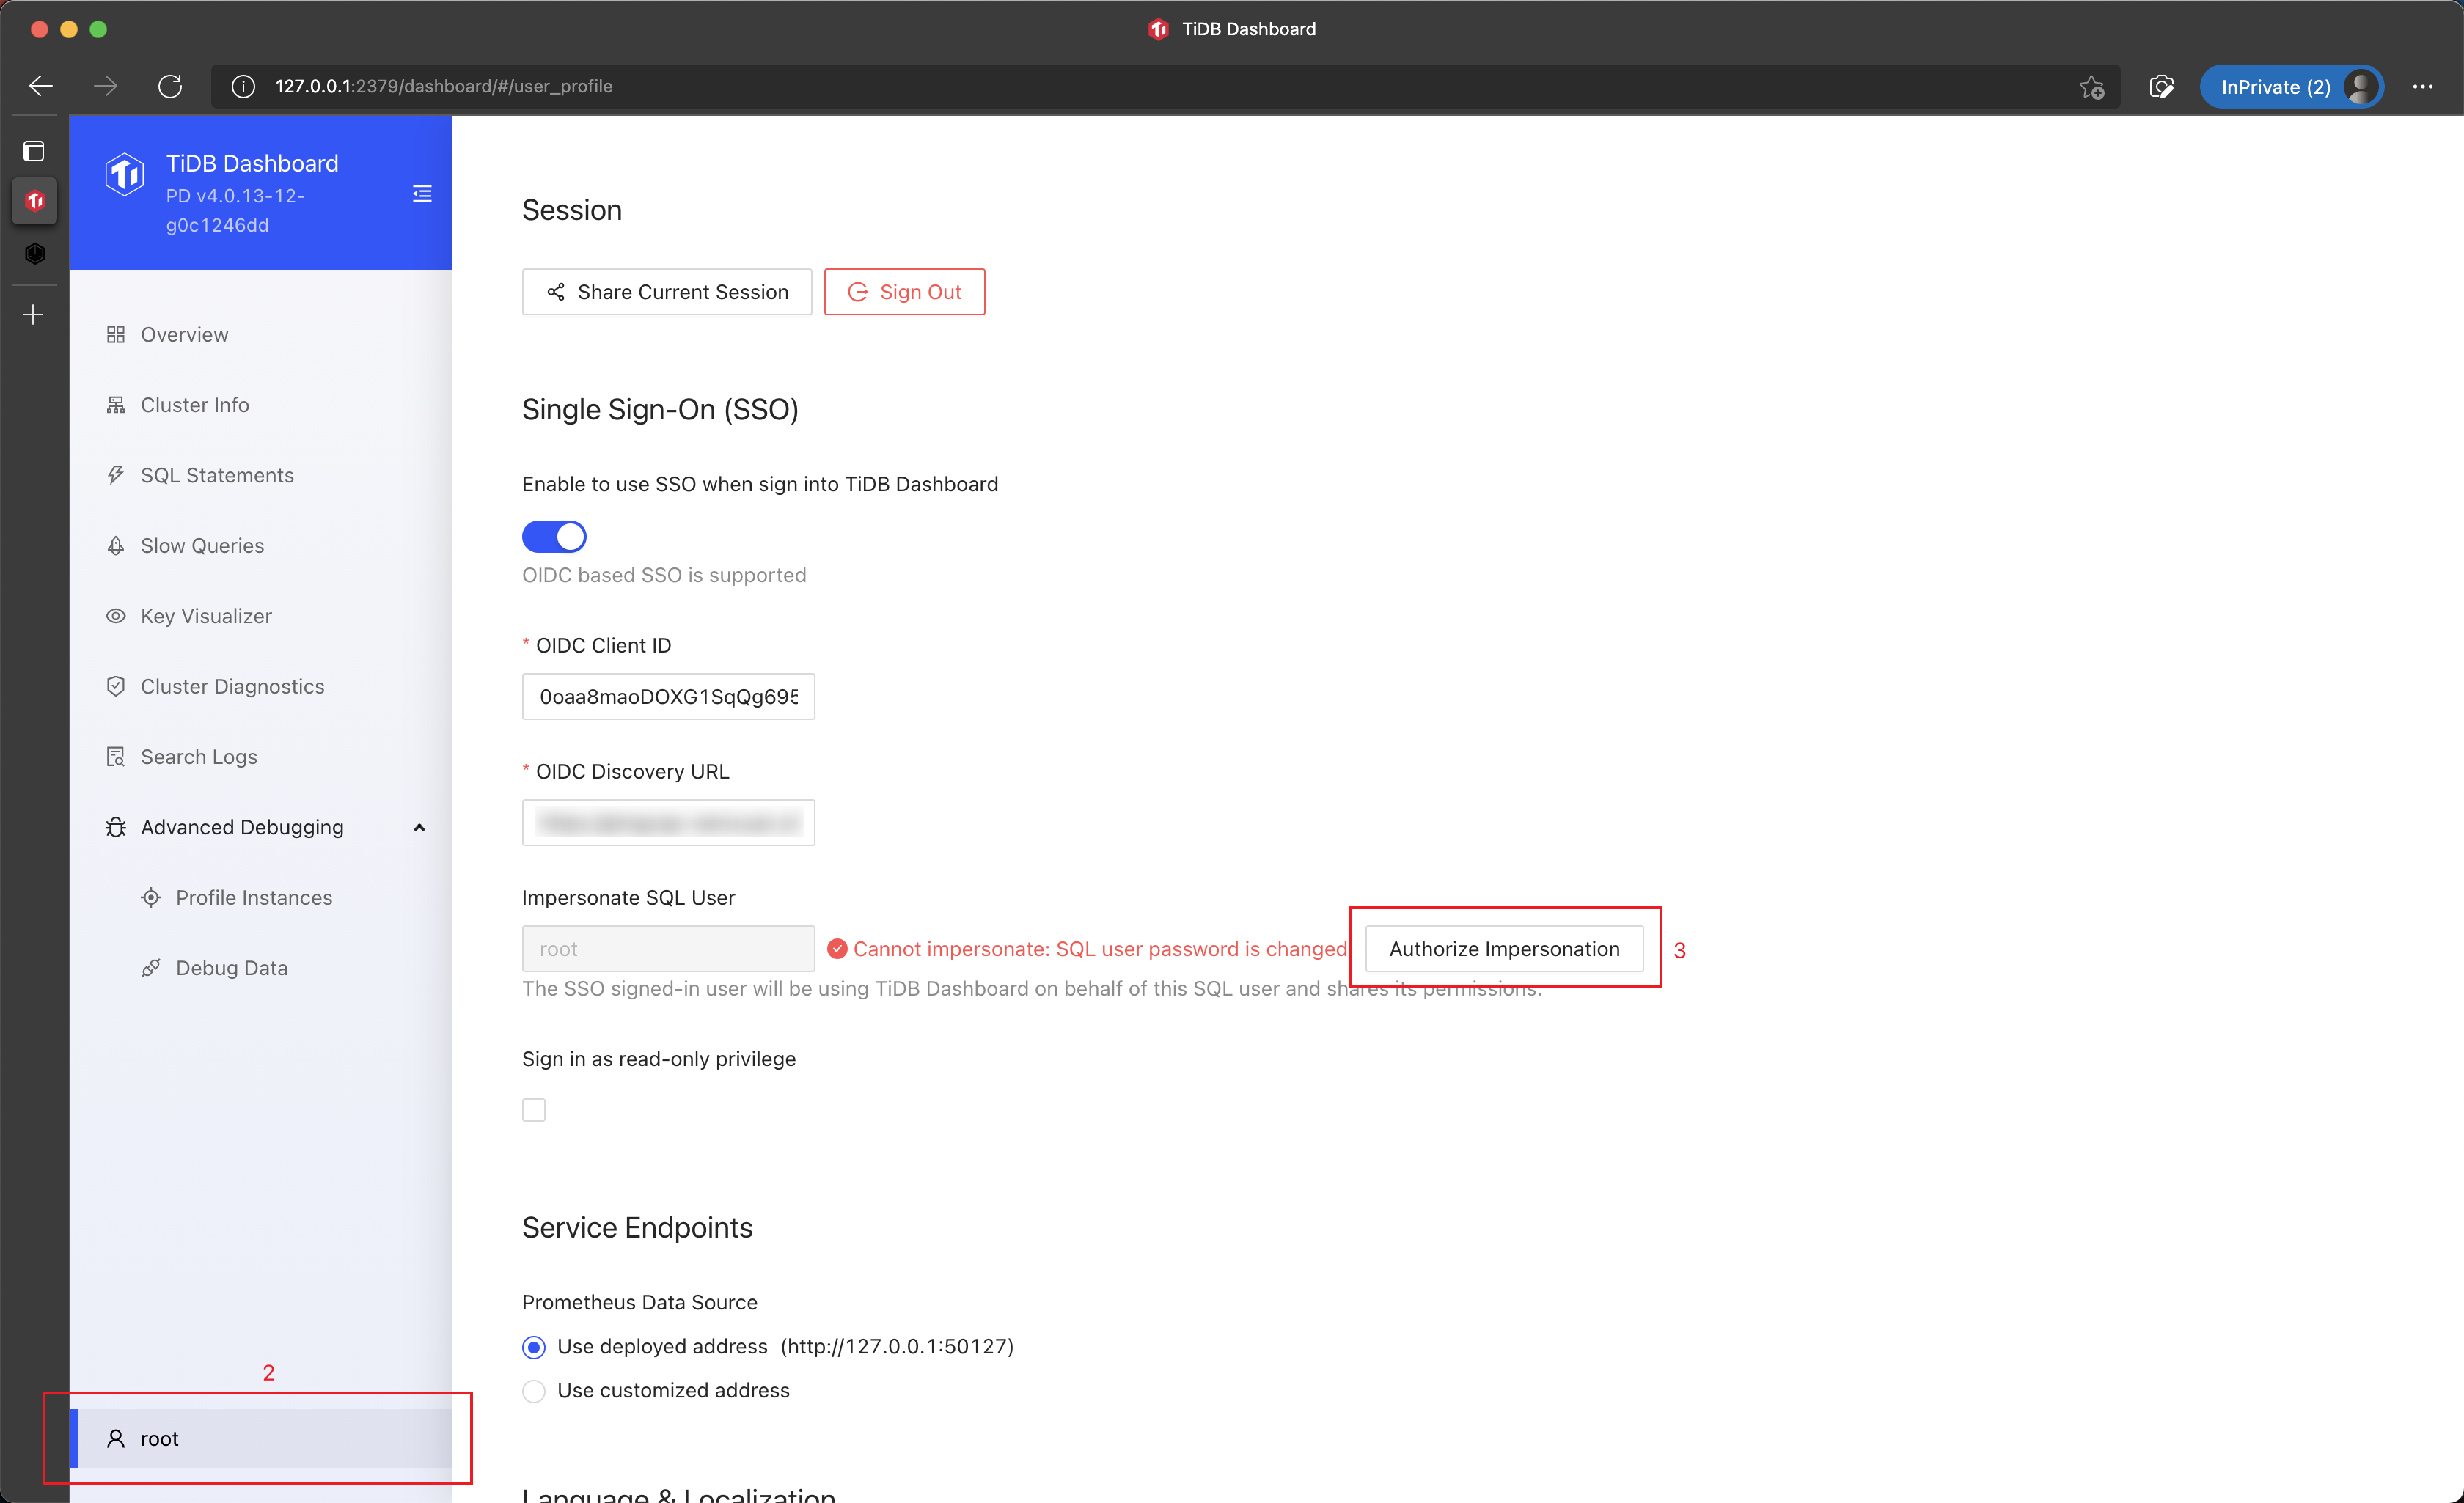 TiDB Dashboard
127.0.0.1:2379/dashboard/#/user_profile
InPrivate (2)
TiDB Dashboard
PD v4.0.13-12-
g0c1246dd
Overview
Cluster Info
SQL Statements
Slow Queries
Key Visualizer
Cluster Diagnostics
Search Logs
Advanced Debugging
Profile Instances
Debug Data
2
root
Session
Share Current Session
Sign Out
Single Sign-On (SSO)
Enable to use SSO when sign into TiDB Dashboard
OIDC based SSO is supported
* OIDC Client ID
0oaa8maoDOXG1SqQg695
* OIDC Discovery URL
Impersonate SQL User
root
Cannot impersonate: SQL user password is changed
Authorize Impersonation
3
The SSO signed-in user will be using TiDB Dashboard on behalf of this SQL user and shares its permissions.
Sign in as read-only privilege
Service Endpoints
Prometheus Data Source
Use deployed address (http://127.0.0.1:50127)
Use customized address
Language & Localization